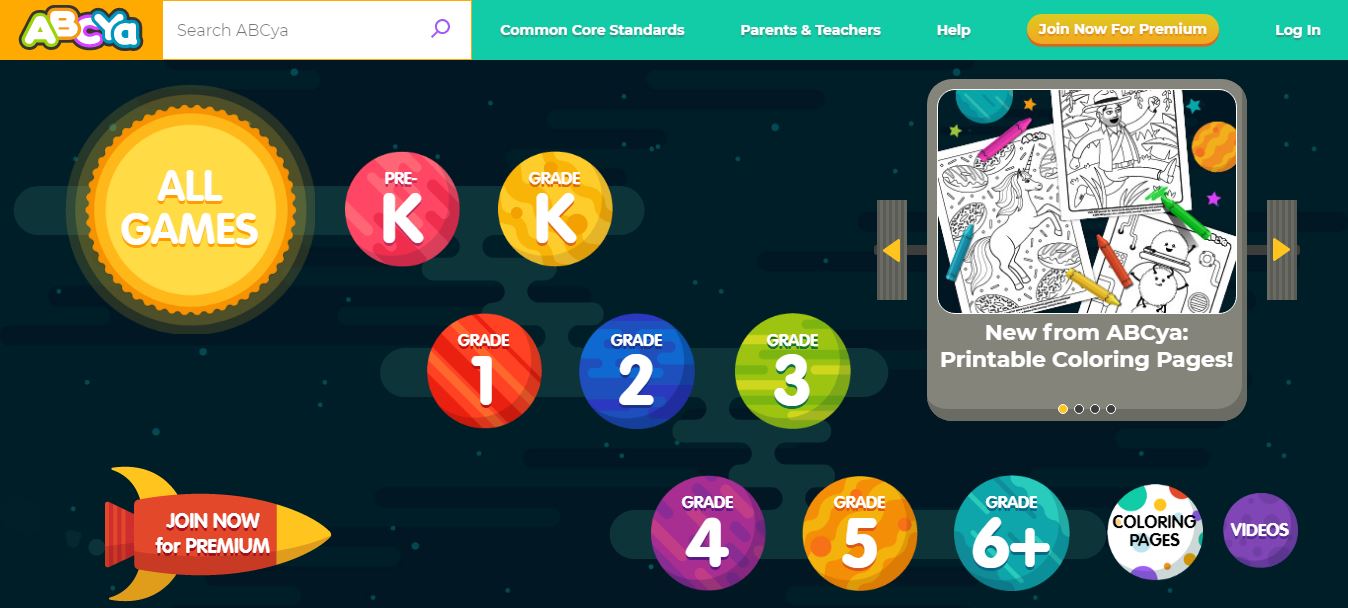 ABCYa
Search ABCya
Common Core Standards
Parents & Teachers
Help
Join Now For Premium
Log In
ALL
GAMES
PRE-
K
GRADE
K
GRADE
1
GRADE
2
GRADE
3
New from ABCya:
Printable Coloring Pages!
JOIN NOW
for PREMIUM
GRADE
4
GRADE
5
GRADE
6+
COLORING
PAGES
VIDEOS